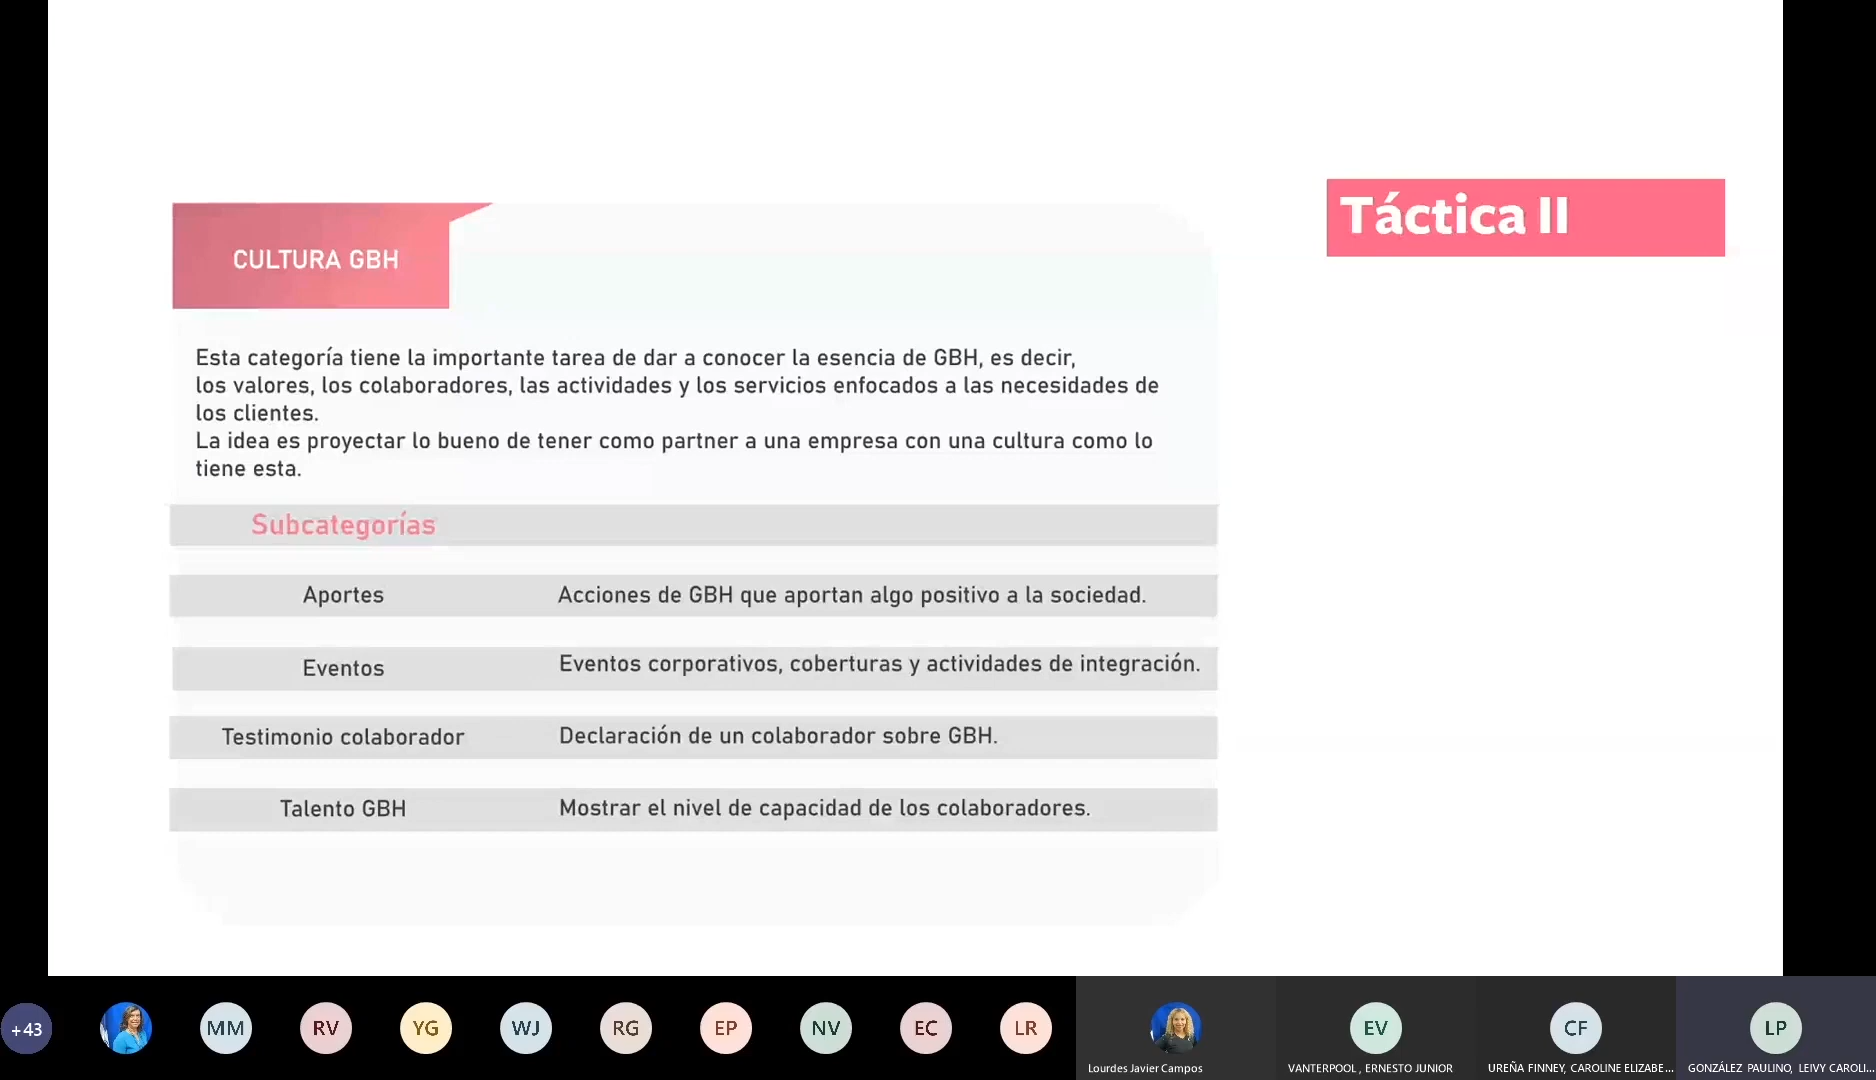 Táctica II
CULTURA GBH
Esta categoría tiene la importante tarea de dar a conocer la esencia de GBH, es decir,
los valores, los colaboradores, las actividades y los servicios enfocados a las necesidades de
los clientes.
La idea es proyectar lo bueno de tener como partner a una empresa con una cultura como lo
tiene esta.
Subcategorías
Aportes Acciones de GBH que aportan algo positivo a la sociedad.
Eventos Eventos corporativos, coberturas y actividades de integración.
Testimonio colaborador Declaración de un colaborador sobre GBH.
Talento GBH Mostrar el nivel de capacidad de los colaboradores.
+43 MM RV YG WJ RG EP NV EC LR EV CF LP
Lourdes Javier Campos VANTERPOOL , ERNESTO JUNIOR UREÑA FINNEY, CAROLINE ELIZABE... GONZÁLEZ PAULINO, LEIVY CAROLI...